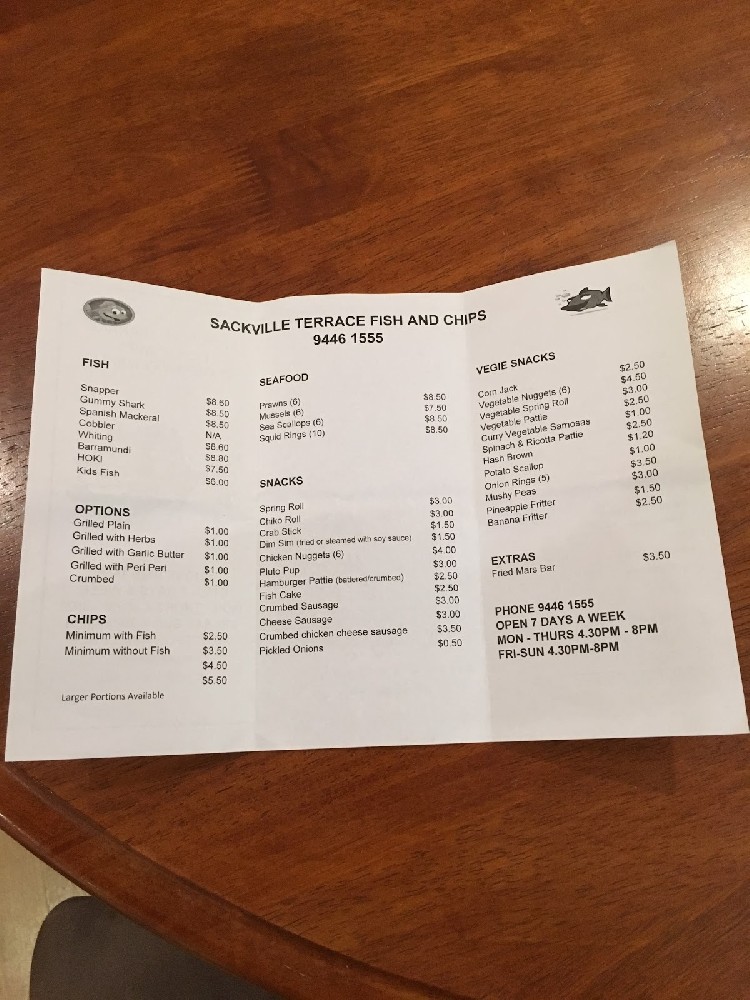 SACKVILLE TERRACE FISH AND CHIPS
9446 1555
FISH
Snapper $8.50
Gummy Shark $8.50
Spanish Mackeral $8.50
Cobbler N/A
Whiting $6.60
Barramundi $8.80
HOKI $7.50
Kids Fish $6.00
OPTIONS
Grilled Plain $1.00
Grilled with Herbs $1.00
Grilled with Garlic Butter $1.00
Grilled with Peri Peri $1.00
Crumbed $1.00
CHIPS
Minimum with Fish $2.50
Minimum without Fish $3.50
$4.50
$5.50
Larger Portions Available
SEAFOOD
Prawns (6) $8.50
Mussels (6) $7.50
Sea Scallops (6) $8.50
Squid Rings (10) $8.50
SNACKS
Spring Roll $3.00
Chiko Roll $3.00
Crab Stick $1.50
Dim Sim (fried or steamed with soy sauce) $1.50
Chicken Nuggets (6) $4.00
Pluto Pup $3.00
Hamburger Pattie (battered/crumbed) $2.50
Fish Cake $2.50
Crumbed Sausage $3.00
Cheese Sausage $3.00
Crumbed chicken cheese sausage $3.50
Pickled Onions $0.50
VEGIE SNACKS
Corn Jack $2.50
Vegetable Nuggets (6) $4.50
Vegetable Spring Roll $3.00
Vegetable Pattie $2.50
Curry Vegetable Samosas $1.00
Spinach & Ricotta Pattie $2.50
Hash Brown $1.20
Potato Scallop $1.00
Onion Rings (5) $3.50
Mushy Peas $3.00
Pineapple Fritter $1.50
Banana Fritter $2.50
EXTRAS
Fried Mars Bar $3.50
PHONE 9446 1555
OPEN 7 DAYS A WEEK
MON - THURS 4.30PM - 8PM
FRI-SUN 4.30PM-8PM